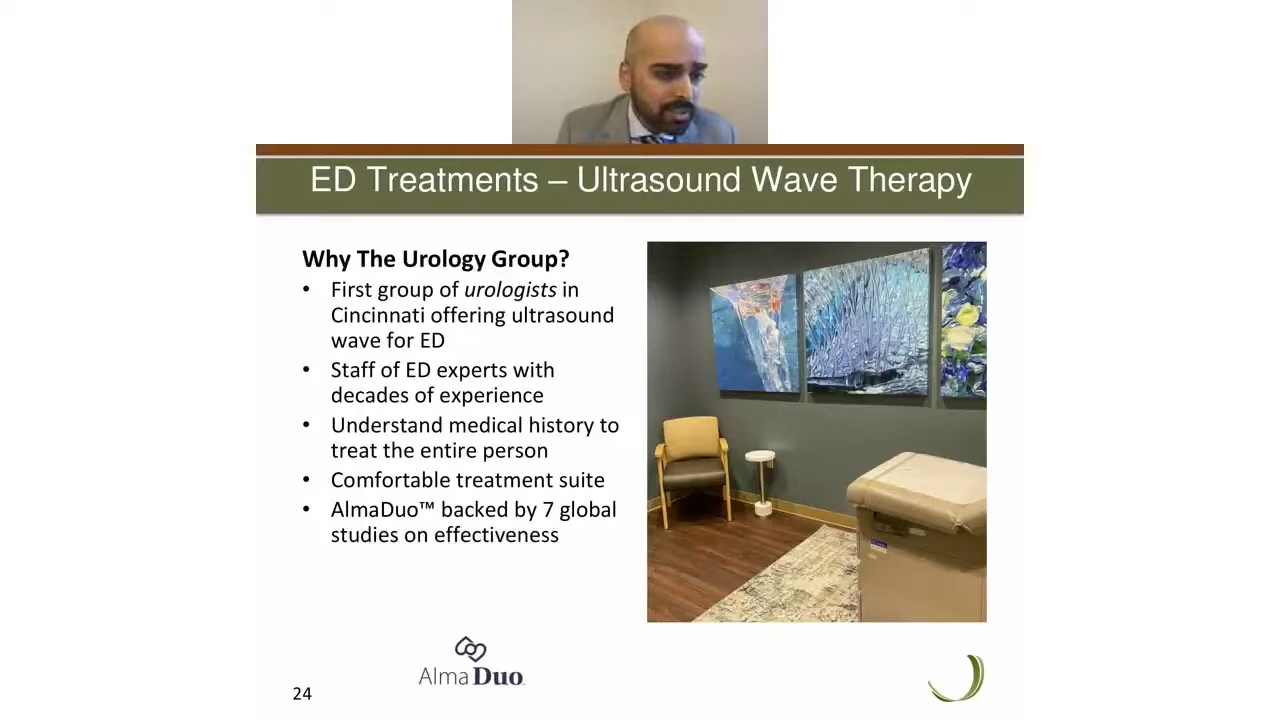 ED Treatments – Ultrasound Wave Therapy
Why The Urology Group?
• First group of urologists in
Cincinnati offering ultrasound
wave for ED
• Staff of ED experts with
decades of experience
• Understand medical history to
treat the entire person
• Comfortable treatment suite
• AlmaDuo™ backed by 7 global
studies on effectiveness
Alma Duo
24